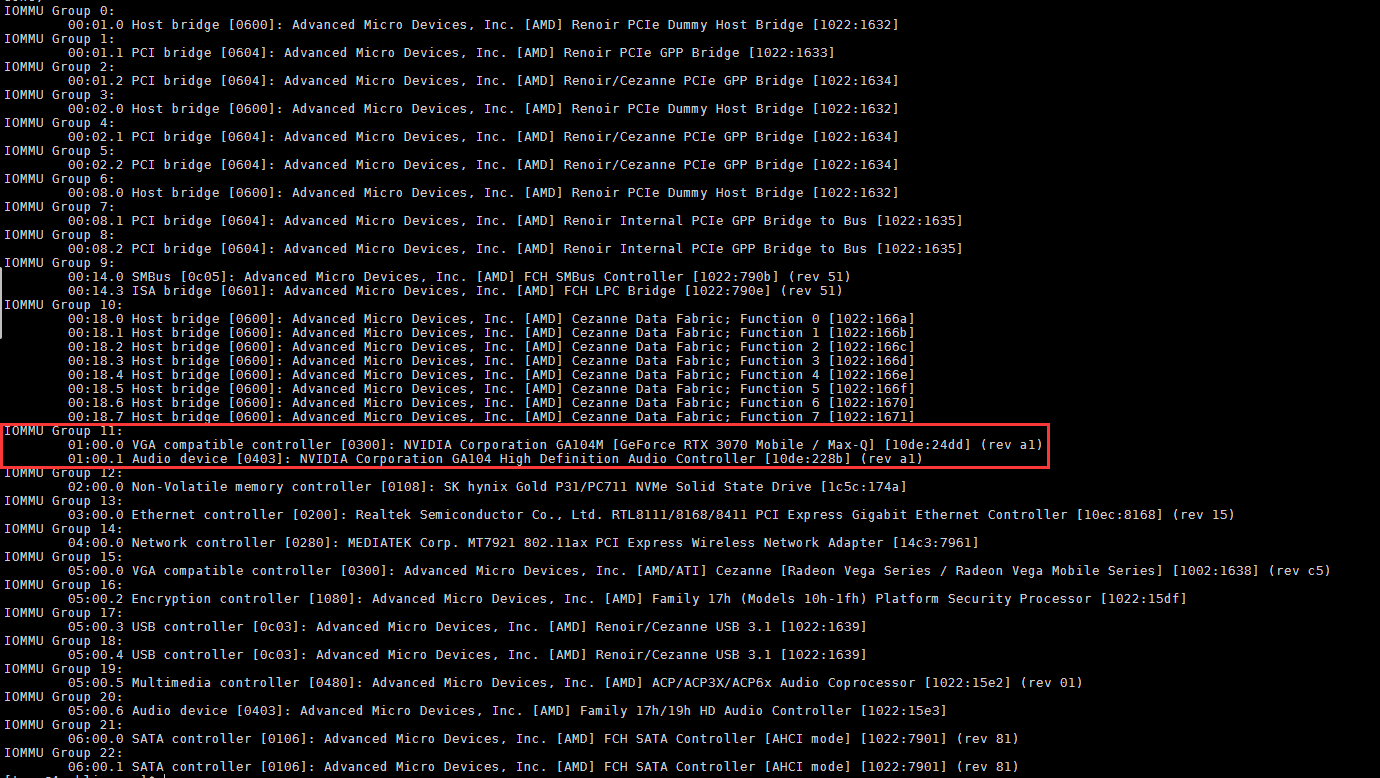 IOMMU Group 0:
00:01.0 Host bridge [0600]: Advanced Micro Devices, Inc. [AMD] Renoir PCIe Dummy Host Bridge [1022:1632]
IOMMU Group 1:
00:01.1 PCI bridge [0604]: Advanced Micro Devices, Inc. [AMD] Renoir PCIe GPP Bridge [1022:1633]
IOMMU Group 2:
00:01.2 PCI bridge [0604]: Advanced Micro Devices, Inc. [AMD] Renoir/Cezanne PCIe GPP Bridge [1022:1634]
IOMMU Group 3:
00:02.0 Host bridge [0600]: Advanced Micro Devices, Inc. [AMD] Renoir PCIe Dummy Host Bridge [1022:1632]
IOMMU Group 4:
00:02.1 PCI bridge [0604]: Advanced Micro Devices, Inc. [AMD] Renoir/Cezanne PCIe GPP Bridge [1022:1634]
IOMMU Group 5:
00:02.2 PCI bridge [0604]: Advanced Micro Devices, Inc. [AMD] Renoir/Cezanne PCIe GPP Bridge [1022:1634]
IOMMU Group 6:
00:08.0 Host bridge [0600]: Advanced Micro Devices, Inc. [AMD] Renoir PCIe Dummy Host Bridge [1022:1632]
IOMMU Group 7:
00:08.1 PCI bridge [0604]: Advanced Micro Devices, Inc. [AMD] Renoir Internal PCIe GPP Bridge to Bus [1022:1635]
IOMMU Group 8:
00:08.2 PCI bridge [0604]: Advanced Micro Devices, Inc. [AMD] Renoir Internal PCIe GPP Bridge to Bus [1022:1635]
IOMMU Group 9:
00:14.0 SMBus [0c05]: Advanced Micro Devices, Inc. [AMD] FCH SMBus Controller [1022:790b] (rev 51)
00:14.3 ISA bridge [0601]: Advanced Micro Devices, Inc. [AMD] FCH LPC Bridge [1022:790e] (rev 51)
IOMMU Group 10:
00:18.0 Host bridge [0600]: Advanced Micro Devices, Inc. [AMD] Cezanne Data Fabric; Function 0 [1022:166a]
00:18.1 Host bridge [0600]: Advanced Micro Devices, Inc. [AMD] Cezanne Data Fabric; Function 1 [1022:166b]
00:18.2 Host bridge [0600]: Advanced Micro Devices, Inc. [AMD] Cezanne Data Fabric; Function 2 [1022:166c]
00:18.3 Host bridge [0600]: Advanced Micro Devices, Inc. [AMD] Cezanne Data Fabric; Function 3 [1022:166d]
00:18.4 Host bridge [0600]: Advanced Micro Devices, Inc. [AMD] Cezanne Data Fabric; Function 4 [1022:166e]
00:18.5 Host bridge [0600]: Advanced Micro Devices, Inc. [AMD] Cezanne Data Fabric; Function 5 [1022:166f]
00:18.6 Host bridge [0600]: Advanced Micro Devices, Inc. [AMD] Cezanne Data Fabric; Function 6 [1022:1670]
00:18.7 Host bridge [0600]: Advanced Micro Devices, Inc. [AMD] Cezanne Data Fabric; Function 7 [1022:1671]
IOMMU Group 11:
01:00.0 VGA compatible controller [0300]: NVIDIA Corporation GA104M [GeForce RTX 3070 Mobile / Max-Q] [10de:24dd] (rev a1)
01:00.1 Audio device [0403]: NVIDIA Corporation GA104 High Definition Audio Controller [10de:228b] (rev a1)
IOMMU Group 12:
02:00.0 Non-Volatile memory controller [0108]: SK hynix Gold P31/PC711 NVMe Solid State Drive [1c5c:174a]
IOMMU Group 13:
03:00.0 Ethernet controller [0200]: Realtek Semiconductor Co., Ltd. RTL8111/8168/8411 PCI Express Gigabit Ethernet Controller [10ec:8168] (rev 15)
IOMMU Group 14:
04:00.0 Network controller [0280]: MEDIATEK Corp. MT7921 802.11ax PCI Express Wireless Network Adapter [14c3:7961]
IOMMU Group 15:
05:00.0 VGA compatible controller [0300]: Advanced Micro Devices, Inc. [AMD/ATI] Cezanne [Radeon Vega Series / Radeon Vega Mobile Series] [1002:1638] (rev c5)
IOMMU Group 16:
05:00.2 Encryption controller [1080]: Advanced Micro Devices, Inc. [AMD] Family 17h (Models 10h-1fh) Platform Security Processor [1022:15df]
IOMMU Group 17:
05:00.3 USB controller [0c03]: Advanced Micro Devices, Inc. [AMD] Renoir/Cezanne USB 3.1 [1022:1639]
IOMMU Group 18:
05:00.4 USB controller [0c03]: Advanced Micro Devices, Inc. [AMD] Renoir/Cezanne USB 3.1 [1022:1639]
IOMMU Group 19:
05:00.5 Multimedia controller [0480]: Advanced Micro Devices, Inc. [AMD] ACP/ACP3X/ACP6x Audio Coprocessor [1022:15e2] (rev 01)
IOMMU Group 20:
05:00.6 Audio device [0403]: Advanced Micro Devices, Inc. [AMD] Family 17h/19h HD Audio Controller [1022:15e3]
IOMMU Group 21:
06:00.0 SATA controller [0106]: Advanced Micro Devices, Inc. [AMD] FCH SATA Controller [AHCI mode] [1022:7901] (rev 81)
IOMMU Group 22:
06:00.1 SATA controller [0106]: Advanced Micro Devices, Inc. [AMD] FCH SATA Controller [AHCI mode] [1022:7901] (rev 81)